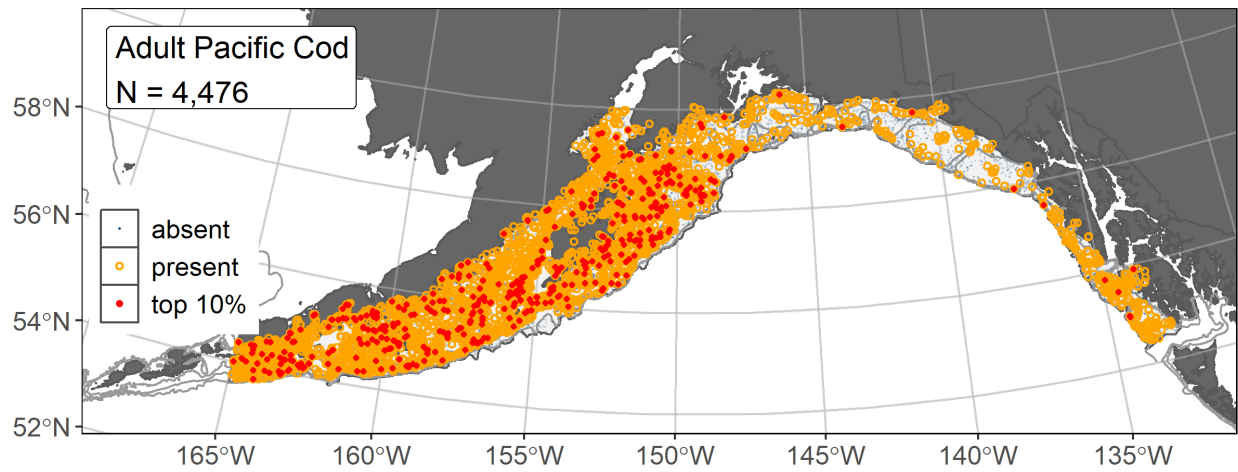 Adult Pacific Cod
N = 4,476
58°N
56°N
54°N
52°N
absent
present
top 10%
165°W
160°W
155°W
150°W
145°W
140°W
135°W